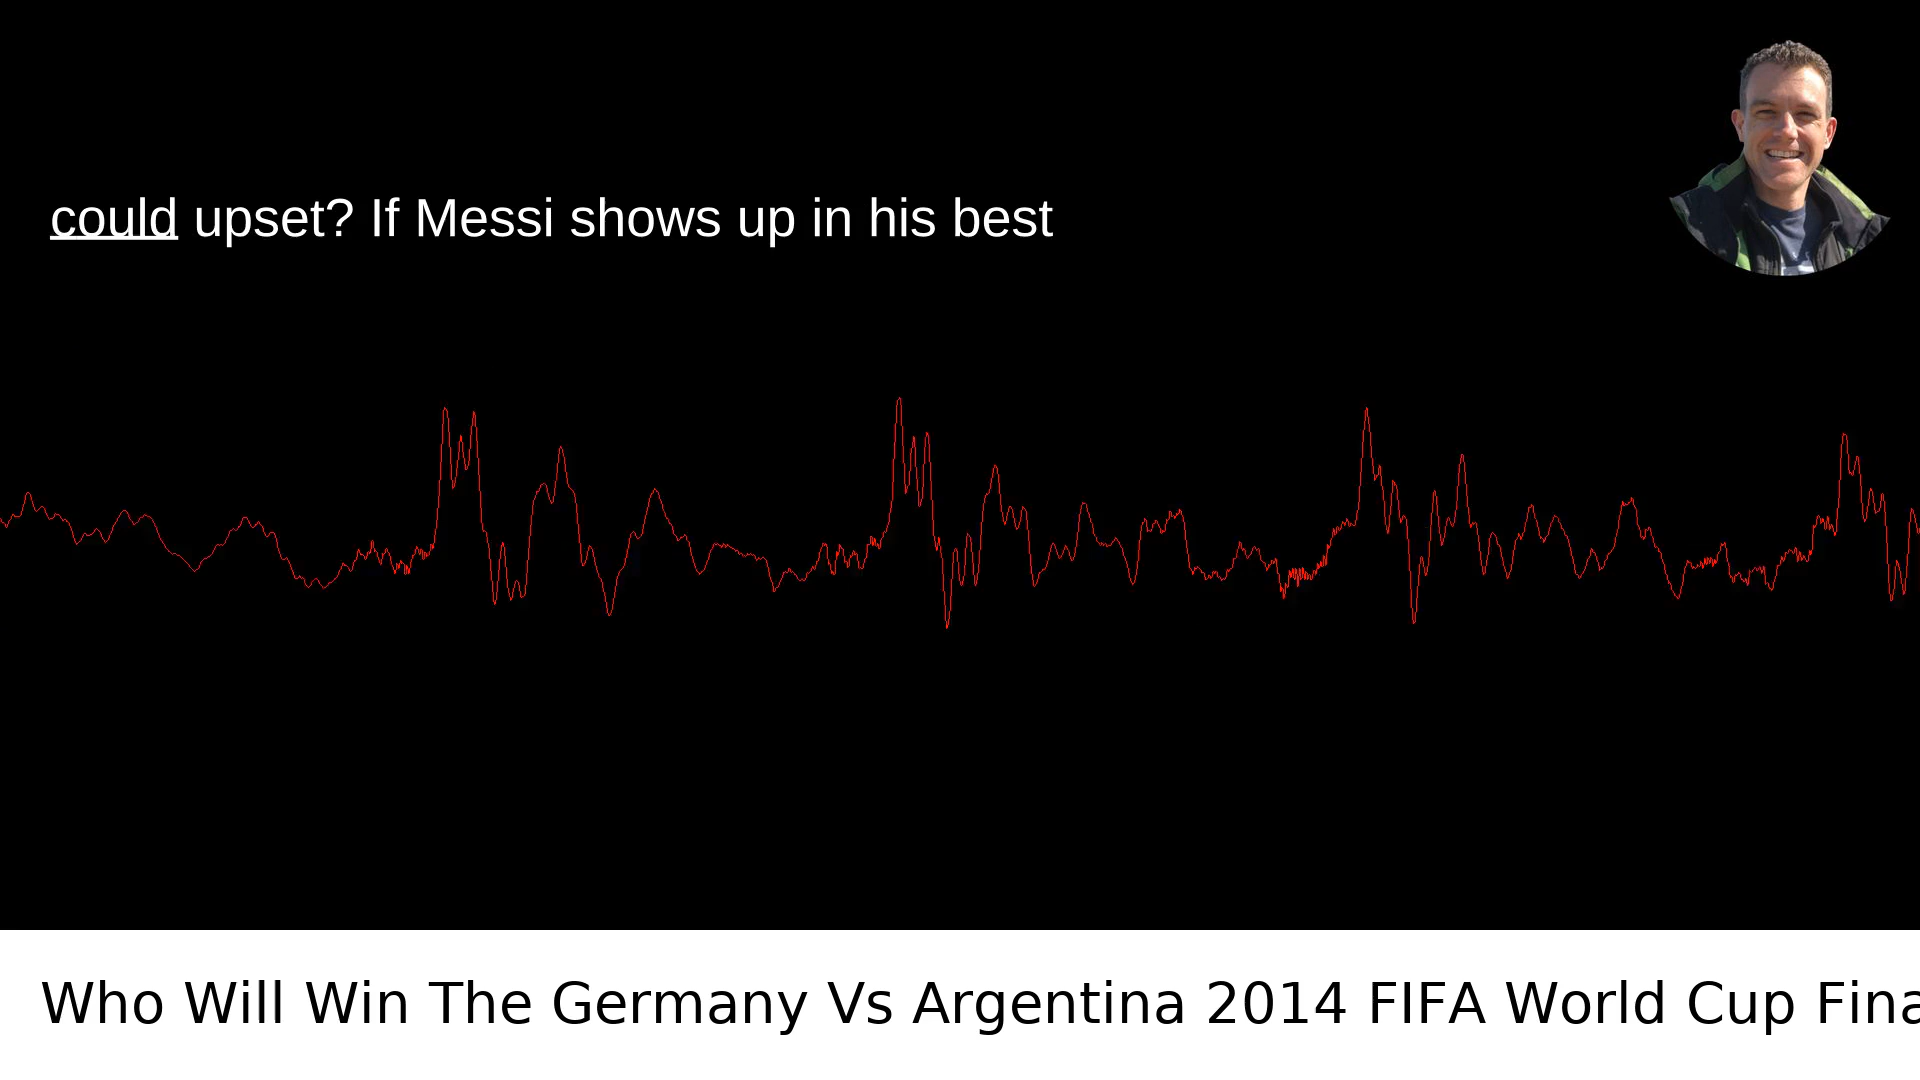 could upset? If Messi shows up in his best
Who Will Win The Germany Vs Argentina 2014 FIFA World Cup Fina